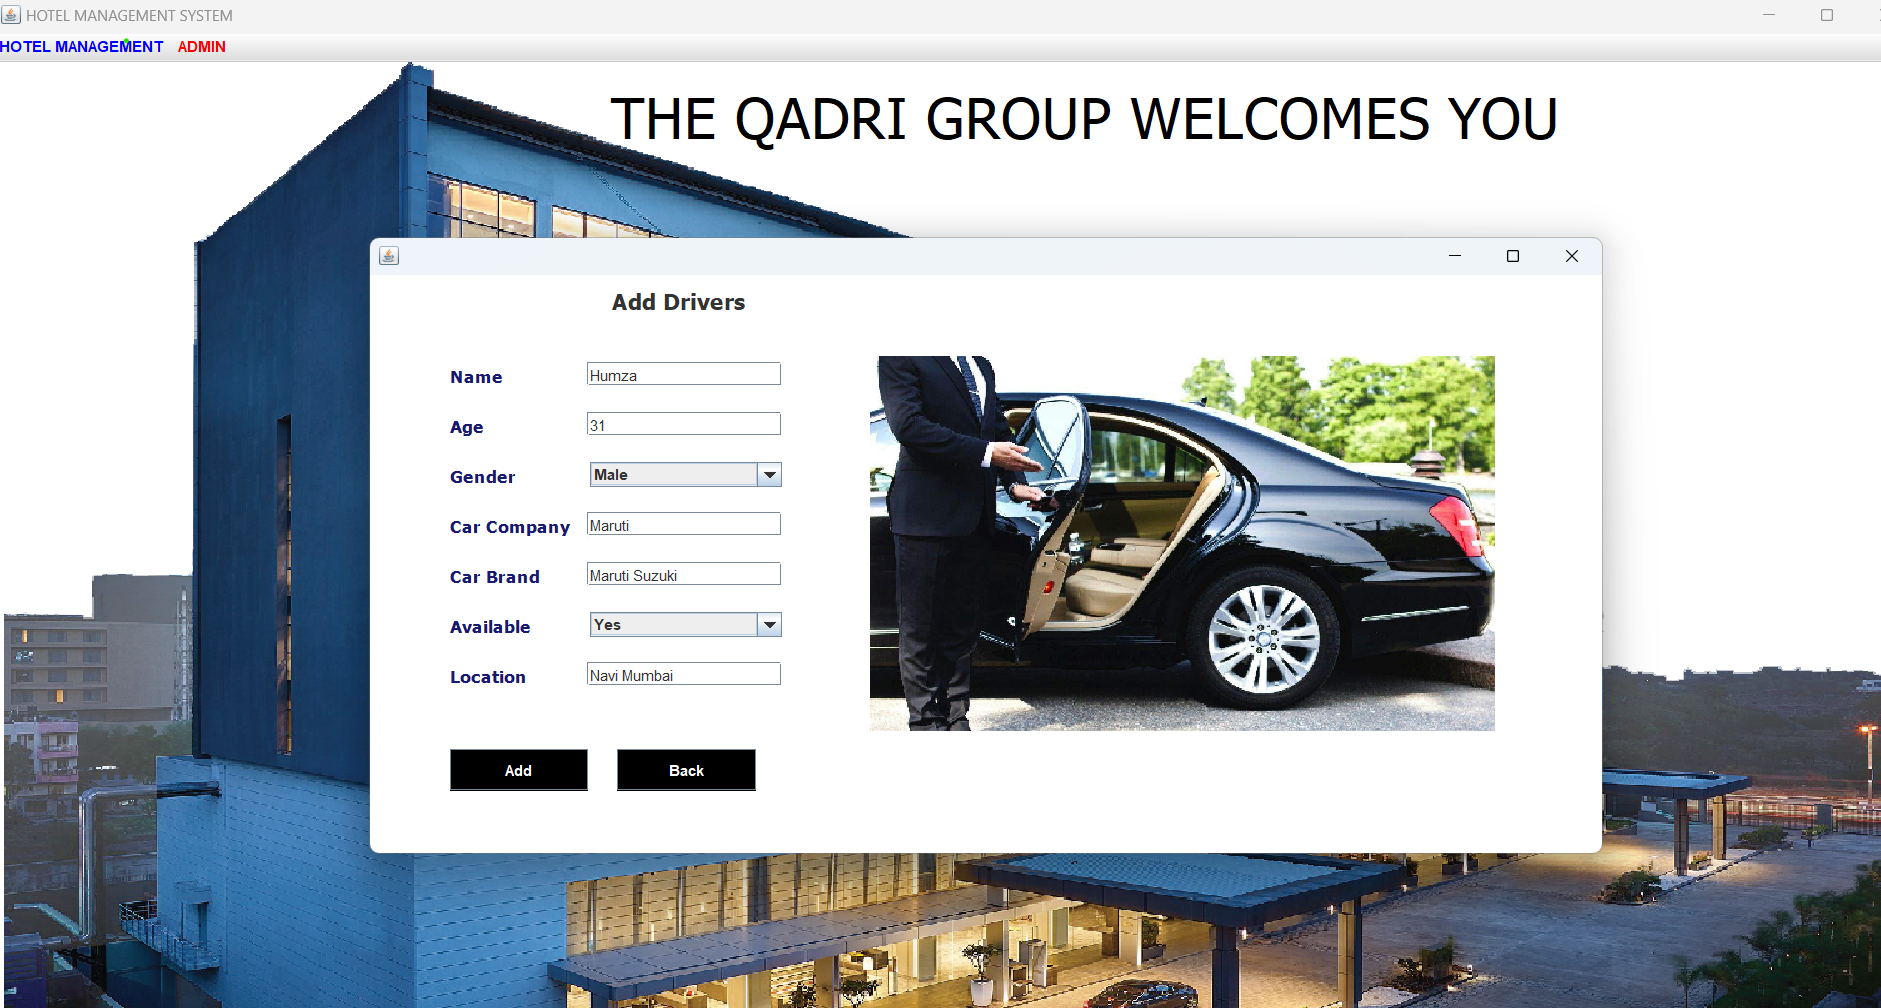 HOTEL MANAGEMENT SYSTEM
HOTEL MANAGEMENT ADMIN
THE QADRI GROUP WELCOMES YOU
Add Drivers
Name Humza
Age 31
Gender Male
Car Company Maruti
Car Brand Maruti Suzuki
Available Yes
Location Navi Mumbai
Add Back